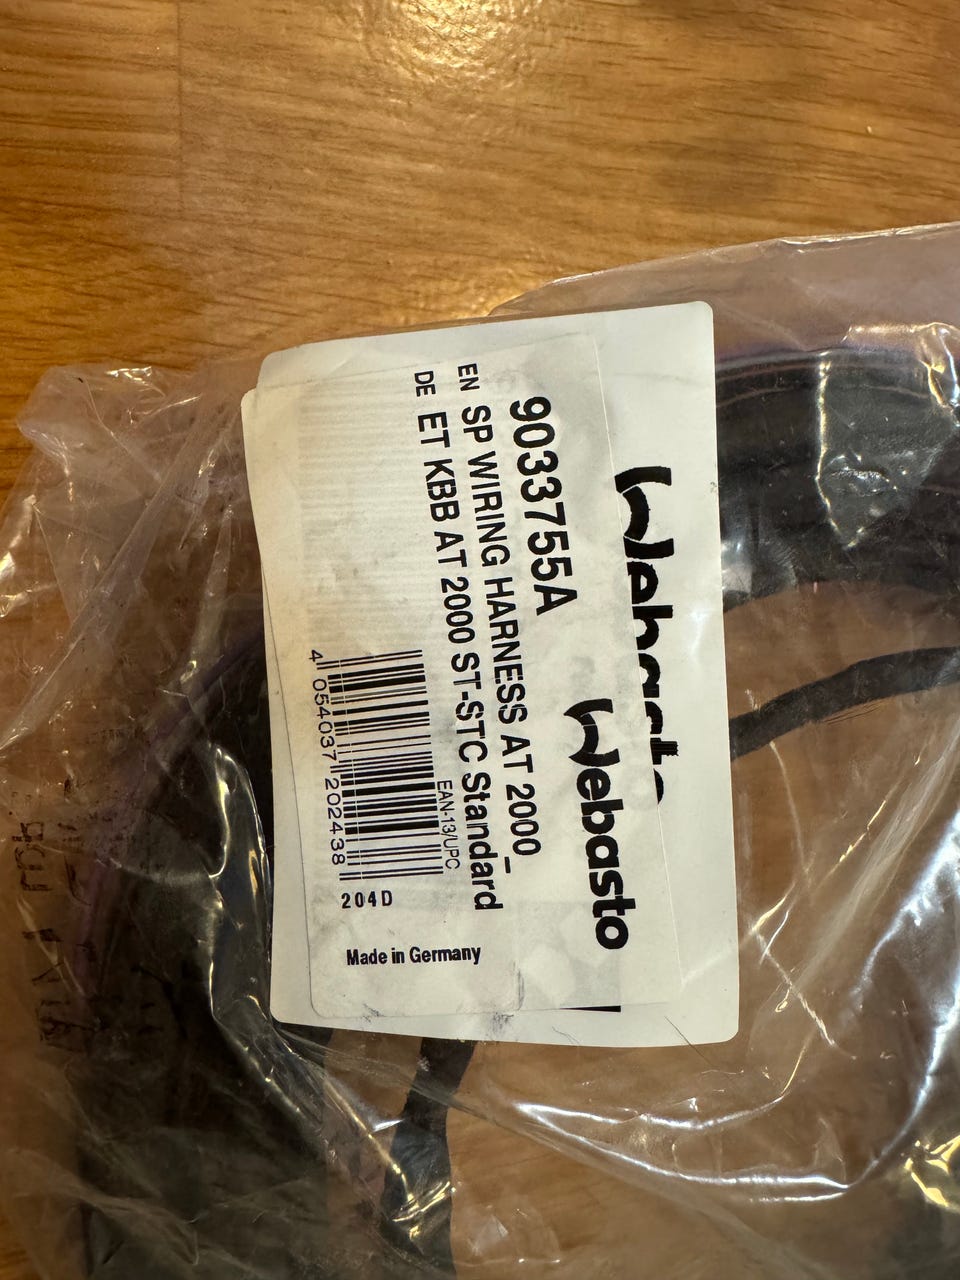 Webasto
Webasto
9033755A
EN SP WIRING HARNESS AT 2000_
DE ET KBB AT 2000 ST-STC Standard
EAN-13/UPC
4 054037 202438
204D
Made in Germany